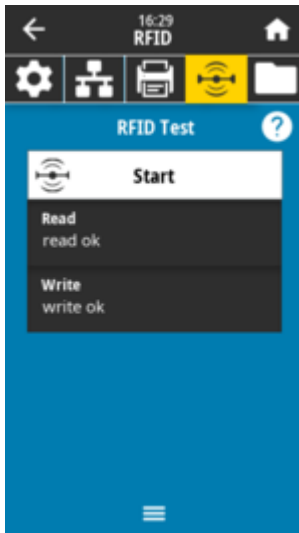 16:29
RFID
RFID Test
?
Start
Read
read ok
Write
write ok